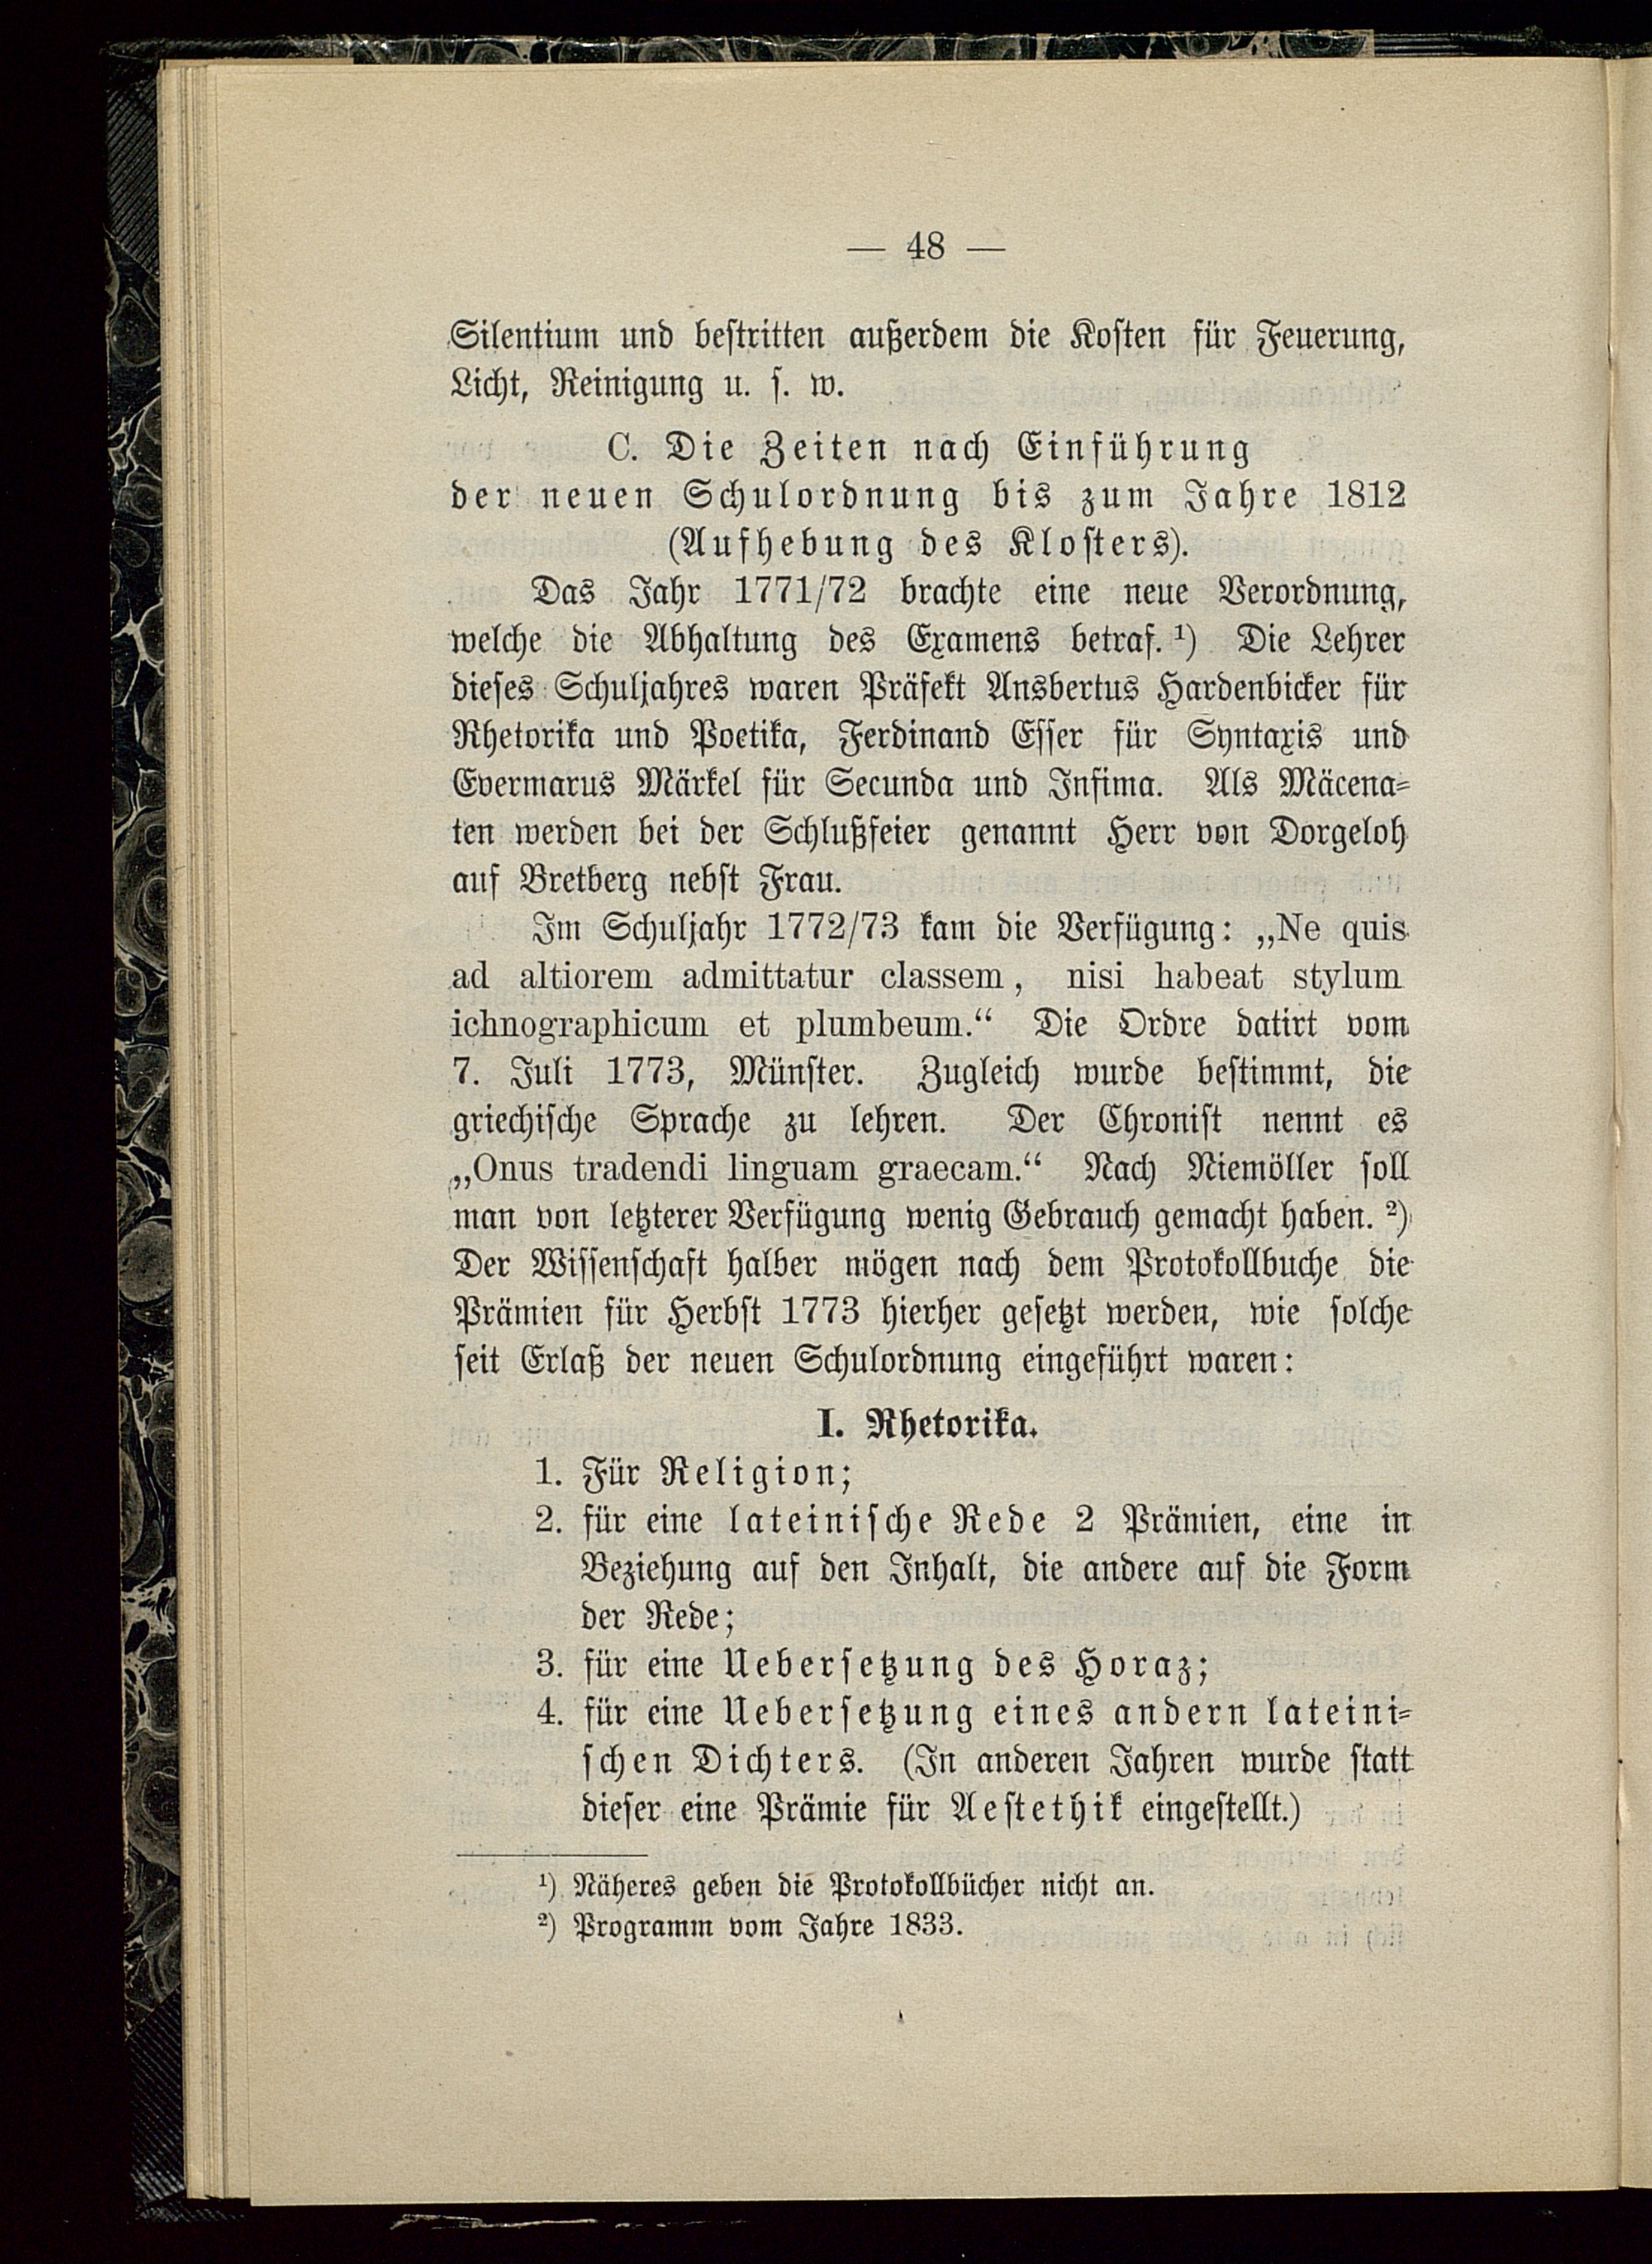 — 48 —
Silentium und bestritten außerdem die Kosten für Feuerung,
Licht, Reinigung u. s. w.
C. Die Zeiten nach Einführung
der neuen Schulordnung bis zum Jahre 1812
(Aufhebung des Klosters).
Das Jahr 1771/72 brachte eine neue Verordnung,
welche die Abhaltung des Examens betraf. ¹) Die Lehrer
dieses Schuljahres waren Präfekt Ansbertus Hardenbicker für
Rhetorika und Poetika, Ferdinand Esser für Syntaxis und
Evermarus Märkel für Secunda und Infima. Als Mäcena-
ten werden bei der Schlußfeier genannt Herr von Dorgeloh
auf Bretberg nebst Frau.
Im Schuljahr 1772/73 kam die Verfügung: „Ne quis
ad altiorem admittatur classem, nisi habeat stylum
ichnographicum et plumbeum.“ Die Ordre datirt vom
7. Juli 1773, Münster. Zugleich wurde bestimmt, die
griechische Sprache zu lehren. Der Chronist nennt es
„Onus tradendi linguam graecam.“ Nach Niemöller soll
man von letzterer Verfügung wenig Gebrauch gemacht haben. ²)
Der Wissenschaft halber mögen nach dem Protokollbuche die
Prämien für Herbst 1773 hierher gesetzt werden, wie solche
seit Erlaß der neuen Schulordnung eingeführt waren:
I. Rhetorika.
1. Für Religion;
2. für eine lateinische Rede 2 Prämien, eine in
Beziehung auf den Inhalt, die andere auf die Form
der Rede;
3. für eine Uebersetzung des Horaz;
4. für eine Uebersetzung eines andern lateini-
schen Dichters. (In anderen Jahren wurde statt
dieser eine Prämie für Aestethik eingestellt.)
¹) Näheres geben die Protokollbücher nicht an.
²) Programm vom Jahre 1833.